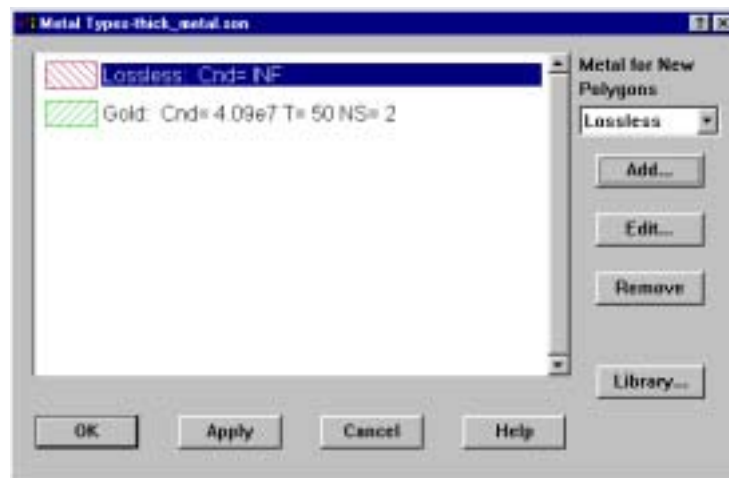 Metal Types-thick_metal.son
Lossless: Cnd= INF
Gold: Cnd= 4.09e7 T= 50 NS= 2
Metal for New
Polygons
Lossless
Add...
Edit...
Remove
Library...
OK
Apply
Cancel
Help